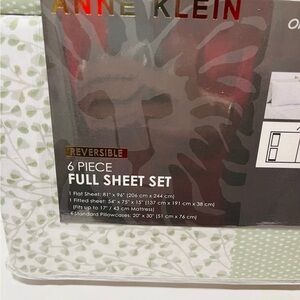 ANNE KLEIN
REVERSIBLE
6 PIECE
FULL SHEET SET
1 Flat Sheet: 81" x 96" (206 cm x 244 cm)
1 Fitted sheet: 54" x 75" x 15" (137 cm x 191 cm x 38 cm)
(Fits up to 17" / 43 cm Mattress)
4 Standard Pillowcases: 20" x 30" (51 cm x 76 cm)